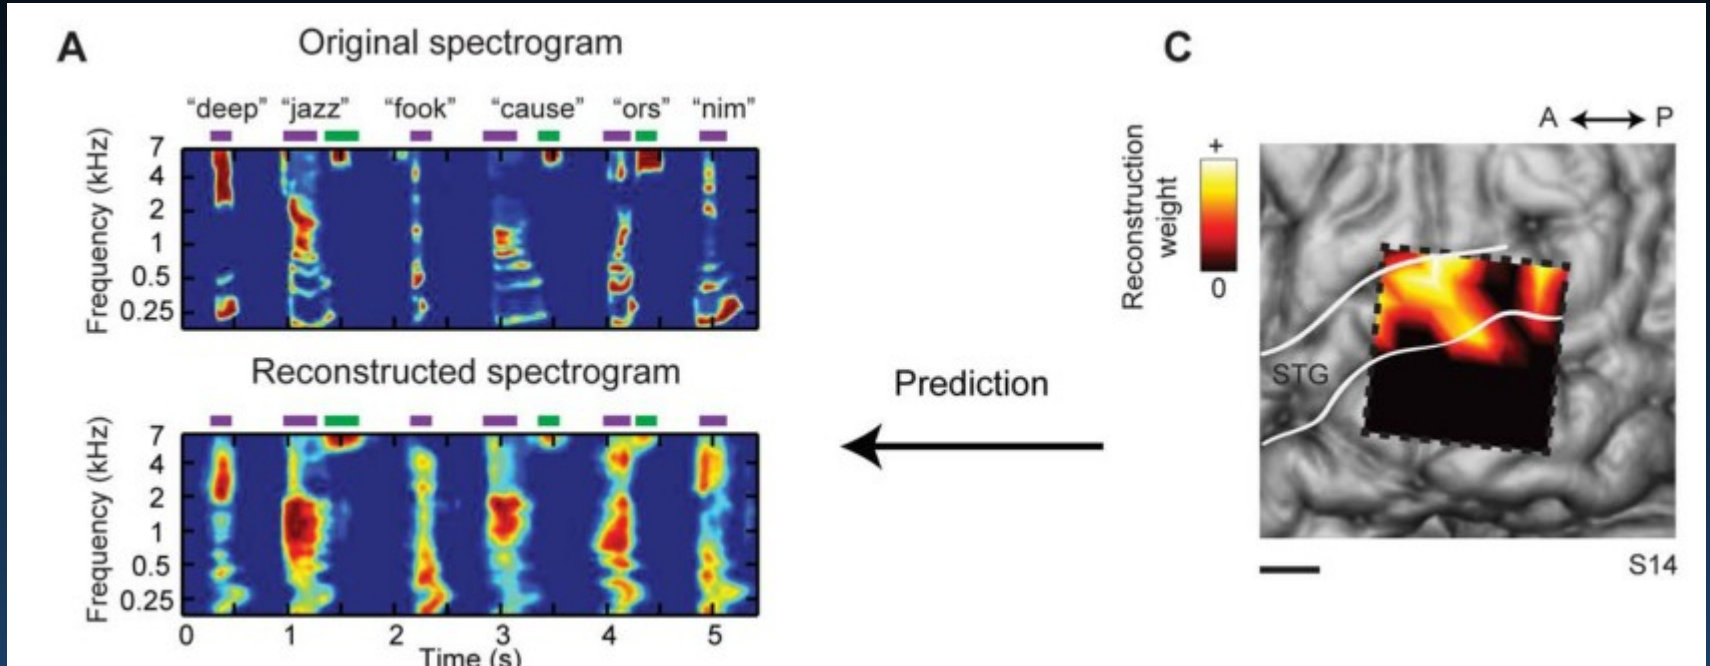 A
Original spectrogram
“deep” “jazz” “fook” “cause” “ors” “nim”
Frequency (kHz)
7
4
2
1
0.5
0.25
Reconstructed spectrogram
Frequency (kHz)
7
4
2
1
0.5
0.25
0 1 2 3 4 5
Time (s)
Prediction
C
A P
Reconstruction
weight
+
0
STG
S14